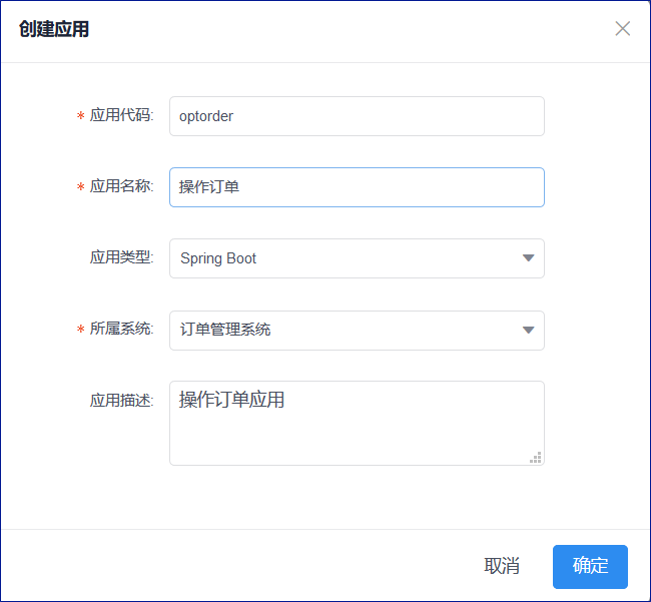 创建应用
* 应用代码: optorder
* 应用名称: 操作订单
应用类型: Spring Boot
* 所属系统: 订单管理系统
应用描述: 操作订单应用
取消 确定